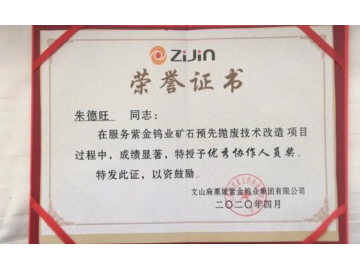 ZiJin
荣誉证书
朱德旺 同志:
在服务紫金钨业矿石预先抛废技术改造项目
过程中,成绩显著,特授予优秀协作人员奖。
特发此证,以资鼓励。
文山麻栗坡紫金钨业集团有限公司
二〇二〇年四月